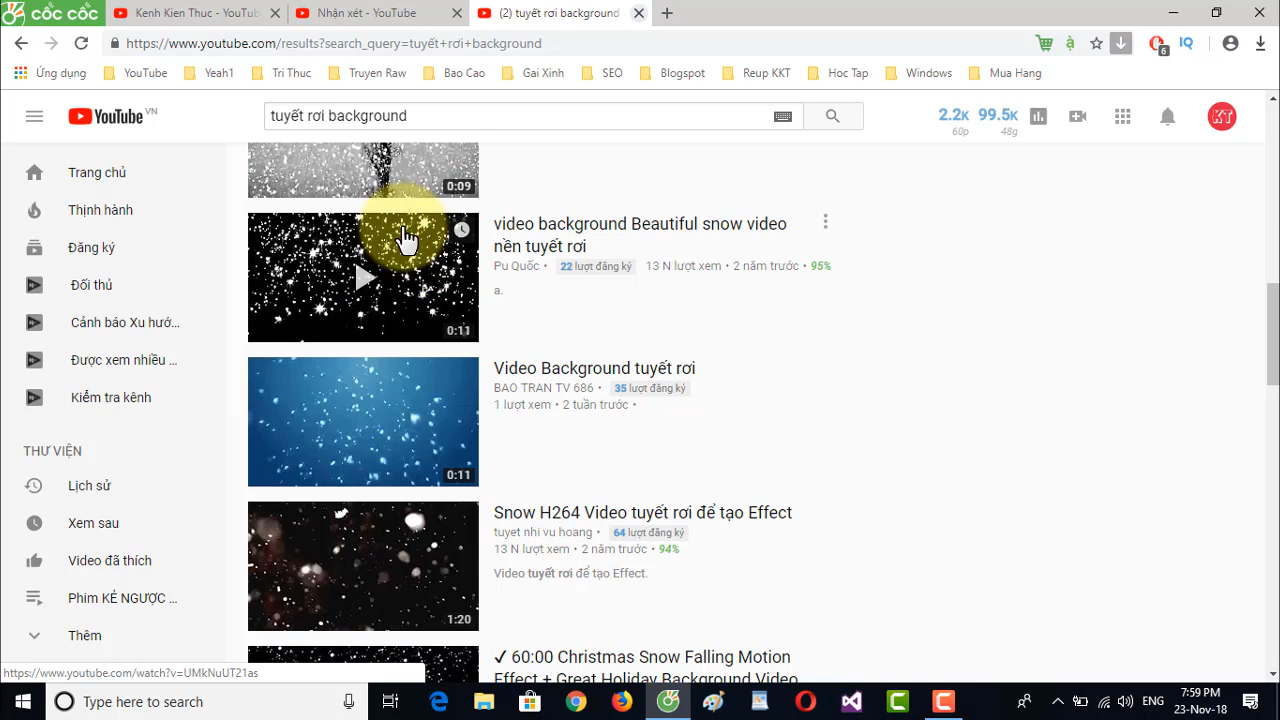 CỐC CỐC
Kenh Kien Thuc - YouTube
Nhận xét - YouTube
(2) tuyết rơi background
https://www.youtube.com/results?search_query=tuyết+rơi+background
6
Ứng dụng
YouTube
Yeah1
Tri Thuc
Truyen Raw
Bao Cao
Gai Xinh
SEO
Blogspot
Reup KKT
Hoc Tap
Windows
Mua Hang
YouTube VN
tuyết rơi background
2.2K 99.5K
60p 48g
KT
Trang chủ
Thịnh hành
Đăng ký
Đối thủ
Cảnh báo Xu hướ...
Được xem nhiều ...
Kiểm tra kênh
THƯ VIỆN
Lịch sử
Xem sau
Video đã thích
Phim KẺ NGƯỢC ...
Thêm
0:09
video background Beautiful snow video
nền tuyết rơi
Pu Quốc • 22 lượt đăng ký 13 N lượt xem • 2 năm trước • 95%
a.
0:11
Video Background tuyết rơi
BAO TRAN TV 686 • 35 lượt đăng ký
1 lượt xem • 2 tuần trước •
0:11
Snow H264 Video tuyết rơi để tạo Effect
tuyet nhi vu hoang • 64 lượt đăng ký
13 N lượt xem • 2 năm trước • 94%
Video tuyết rơi để tạo Effect.
1:20
✓ 60:00 Christmas Snow Falling Motion
Effect + Great Holiday Background Video
https://www.youtube.com/watch?v=UMkNuUT21as
Type here to search
ENG
7:59 PM
23-Nov-18